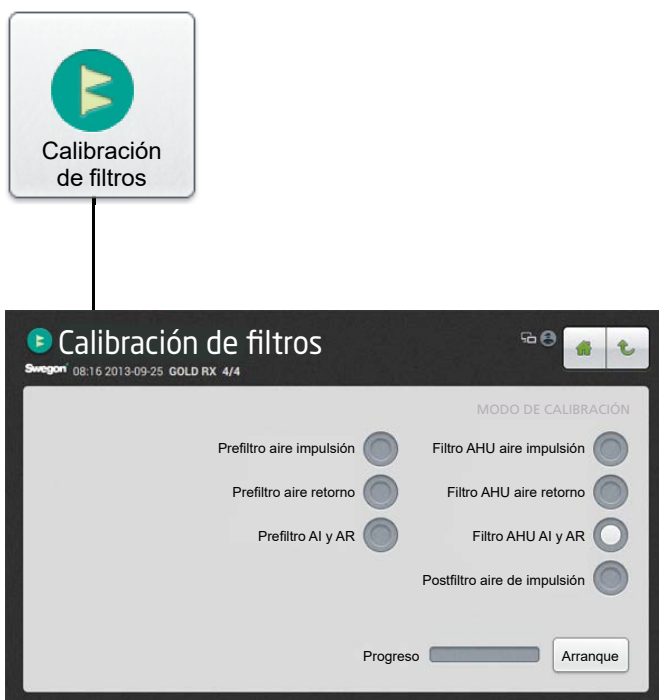 Calibración
de filtros
Calibración de filtros
Swegon 08:16 2013-09-25 GOLD RX 4/4
MODO DE CALIBRACIÓN
Prefiltro aire impulsión Filtro AHU aire impulsión
Prefiltro aire retorno Filtro AHU aire retorno
Prefiltro AI y AR Filtro AHU AI y AR
Postfiltro aire de impulsión
Progreso Arranque